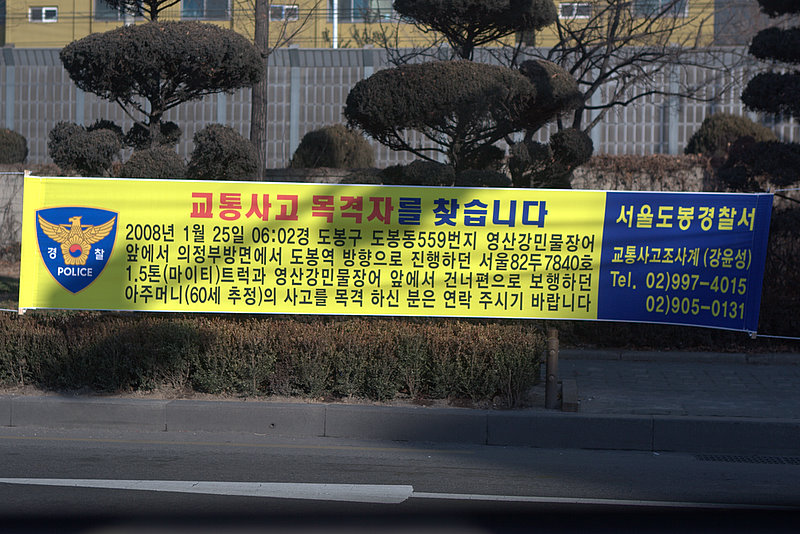 교통사고 목격자를 찾습니다
2008년 1월 25일 06:02경 도봉구 도봉동559번지 영산강민물장어
앞에서 의정부방면에서 도봉역 방향으로 진행하던 서울82두7840호
1.5톤(마이티)트럭과 영산강민물장어 앞에서 건너편으로 보행하던
아주머니(60세 추정)의 사고를 목격 하신 분은 연락 주시기 바랍니다
경 찰
POLICE
서울도봉경찰서
교통사고조사계 (강윤성)
Tel. 02)997-4015
02)905-0131